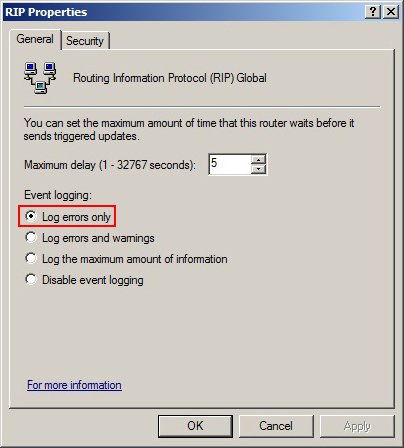 RIP Properties
General
Security
Routing Information Protocol (RIP) Global
You can set the maximum amount of time that this router waits before it
sends triggered updates.
Maximum delay (1 - 32767 seconds):
5
Event logging:
Log errors only
Log errors and warnings
Log the maximum amount of information
Disable event logging
For more information
OK
Cancel
Apply